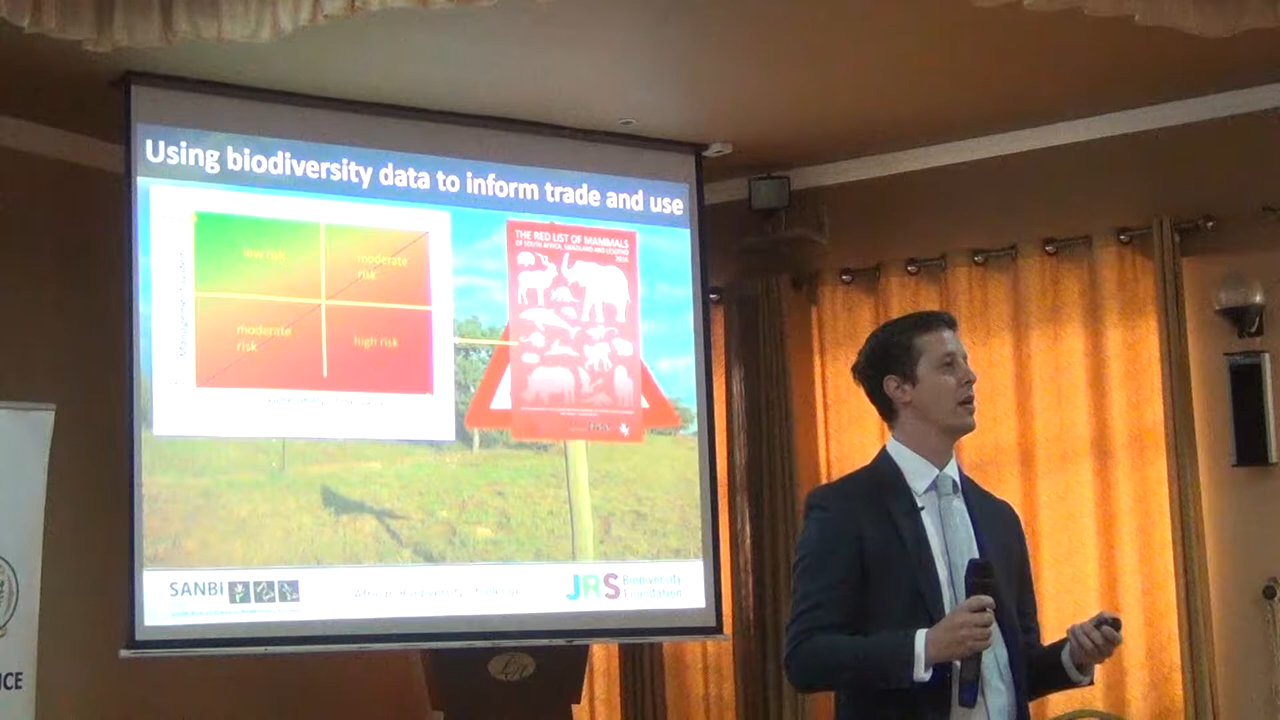 Using biodiversity data to inform trade and use
low risk
moderate
risk
moderate
risk
high risk
THE RED LIST OF MAMMALS
OF SOUTH AFRICA, SWAZILAND AND LESOTHO
2016
SANBI
JRS Biodiversity
Foundation